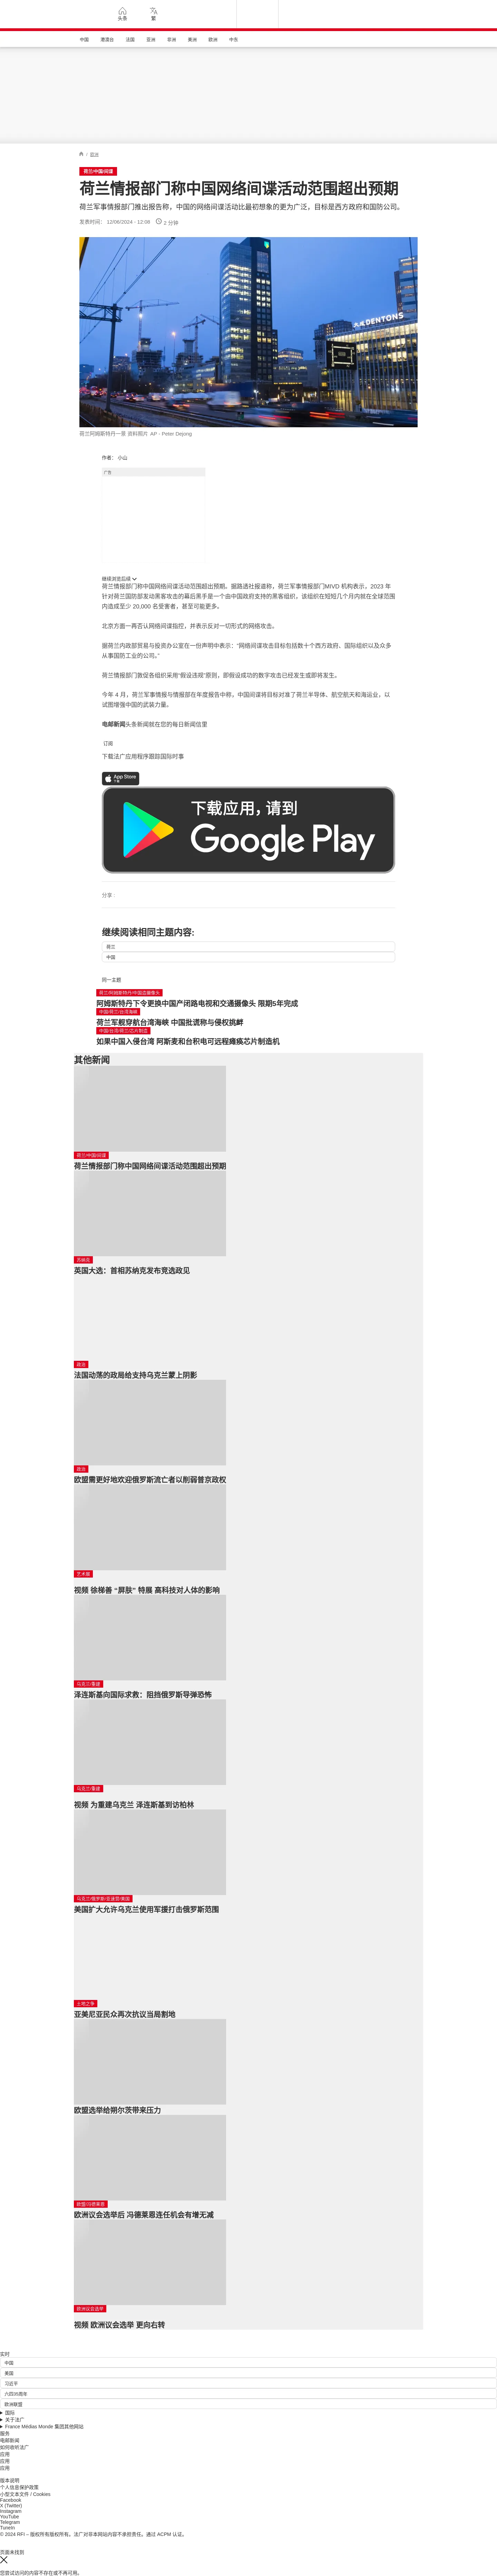 头条
繁
中国
港澳台
法国
亚洲
非洲
美洲
欧洲
中东
欧洲
荷兰/中国/间谍
荷兰情报部门称中国网络间谍活动范围超出预期
荷兰军事情报部门推出报告称，中国的网络间谍活动比最初想象的更为广泛，目标是西方政府和国防公司。
发表时间： 12/06/2024 - 12:06
2 分钟
大成DENTONS
荷兰阿姆斯特丹一景 资料照片 AP - Peter Dejong
作者： 小山
广告
继续浏览后续
荷兰情报部门称中国网络间谍活动范围超出预期。据路透社报道称，荷兰军事情报部门MIVD 机构表示，2023 年
针对荷兰国防部发动黑客攻击的幕后黑手是一个由中国政府支持的黑客组织，该组织在短短几个月内就在全球范围
内造成至少 20,000 名受害者，甚至可能更多。
北京方面一再否认网络间谍指控，并表示反对一切形式的网络攻击。
据荷兰内政部贸易与投资办公室在一份声明中表示：“网络间谍攻击目标包括数十个西方政府、国际组织以及众多
从事国防工业的公司。”
荷兰情报部门敦促各组织采用“假设违规”原则，即假设成功的数字攻击已经发生或即将发生。
今年 4 月，荷兰军事情报与情报部在年度报告中称，中国间谍将目标对准了荷兰半导体、航空航天和海运业，以
试图增强中国的武装力量。
电邮新闻头条新闻就在您的每日新闻信里
订阅
下载法广应用程序跟踪国际时事
App Store
下载应用，请到
Google Play
分享 :
继续阅读相同主题内容:
荷兰
中国
同一主题
荷兰/阿姆斯特丹/中国造摄像头
阿姆斯特丹下令更换中国产闭路电视和交通摄像头 限期5年完成
中国/荷兰/台湾海峡
荷兰军舰穿航台湾海峡 中国批谎称与侵权挑衅
中国/台湾/荷兰/芯片制造
如果中国入侵台湾 阿斯麦和台积电可远程瘫痪芯片制造机
其他新闻
荷兰/中国/间谍
荷兰情报部门称中国网络间谍活动范围超出预期
苏纳克
英国大选：首相苏纳克发布竞选政见
政治
法国动荡的政局给支持乌克兰蒙上阴影
政治
欧盟需更好地欢迎俄罗斯流亡者以削弱普京政权
艺术展
视频 徐梯善 “屏肤” 特展 高科技对人体的影响
乌克兰/重建
泽连斯基向国际求救：阻挡俄罗斯导弹恐怖
乌克兰/重建
视频 为重建乌克兰 泽连斯基到访柏林
乌克兰/俄罗斯/亚速营/美国
美国扩大允许乌克兰使用军援打击俄罗斯范围
土地之争
亚美尼亚民众再次抗议当局割地
欧盟选举给朔尔茨带来压力
欧盟/冯德莱恩
欧洲议会选举后 冯德莱恩连任机会有增无减
欧洲议会选举
视频 欧洲议会选举 更向右转
实时
中国
美国
习近平
六四35周年
欧洲联盟
国际
关于法广
France Médias Monde 集团其他网站
服务
电邮新闻
如何收听法广
应用
应用
应用
版本说明
个人信息保护政策
小型文本文件 / Cookies
Facebook
X (Twitter)
Instagram
YouTube
Telegram
TuneIn
© 2024 RFI – 版权所有版权所有。法广对非本网站内容不承担责任。通过 ACPM 认证。
页面未找到
您尝试访问的内容不存在或不再可用。